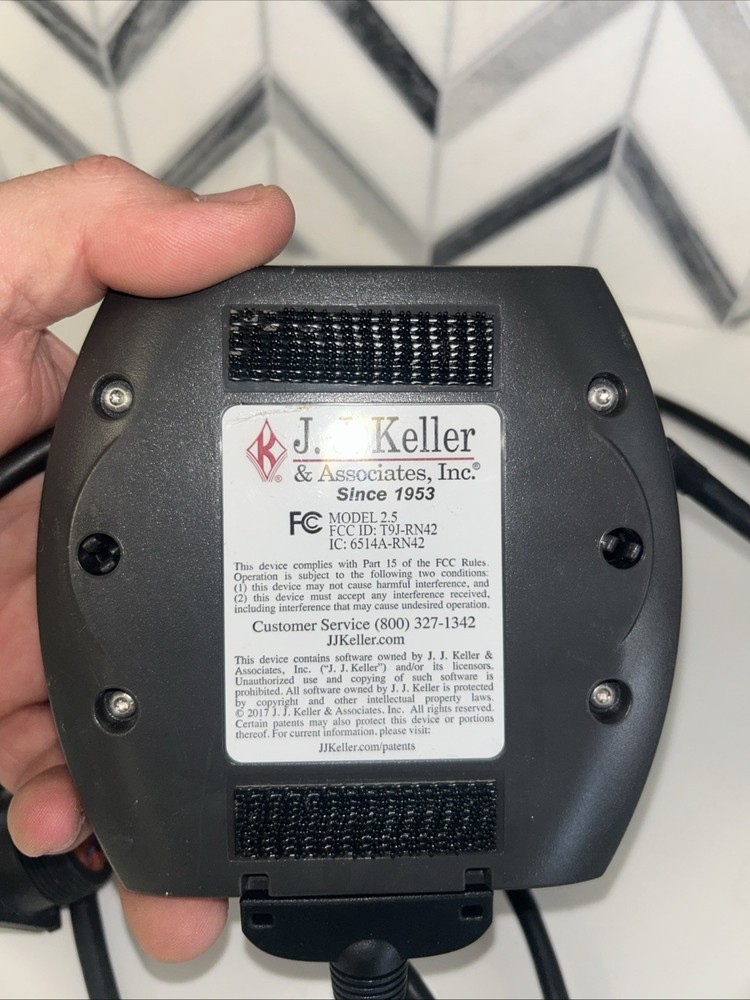 K
J. J. Keller
& Associates, Inc.®
Since 1953
FC MODEL 2.5
FCC ID: T9J-RN42
IC: 6514A-RN42
This device complies with Part 15 of the FCC Rules.
Operation is subject to the following two conditions:
(1) this device may not cause harmful interference, and
(2) this device must accept any interference received,
including interference that may cause undesired operation.
Customer Service (800) 327-1342
JJKeller.com
This device contains software owned by J. J. Keller &
Associates, Inc. ("J. J. Keller") and/or its licensors.
Unauthorized use and copying of such software is
prohibited. All software owned by J. J. Keller is protected
by copyright and other intellectual property laws.
© 2017 J. J. Keller & Associates, Inc. All rights reserved.
Certain patents may also protect this device or portions
thereof. For current information, please visit:
JJKeller.com/patents